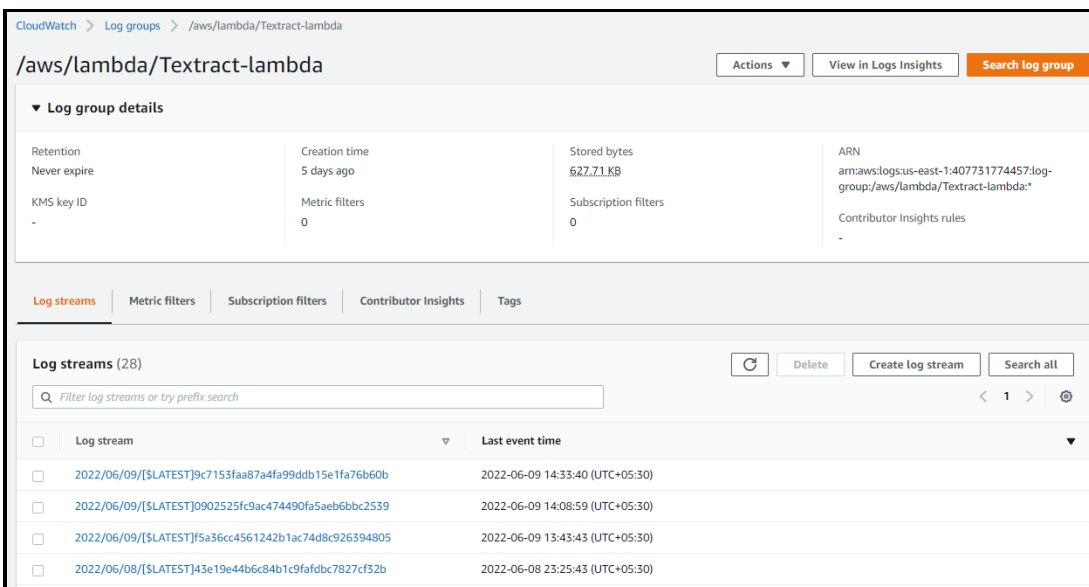 CloudWatch > Log groups > /aws/lambda/Textract-lambda
/aws/lambda/Textract-lambda
Actions ▼ View in Logs Insights Search log group
▼ Log group details
Retention Creation time Stored bytes ARN
Never expire 5 days ago 627.71 KB arn:aws:logs:us-east-1:407731774457:log-
group:/aws/lambda/Textract-lambda:*
KMS key ID Metric filters Subscription filters
- 0 0
Contributor Insights rules
-
Log streams Metric filters Subscription filters Contributor Insights Tags
Log streams (28) Delete Create log stream Search all
Filter log streams or try prefix search < 1 >
Log stream Last event time
2022/06/09/[$LATEST]9c7153faa87a4fa99ddb15e1fa76b60b 2022-06-09 14:33:40 (UTC+05:30)
2022/06/09/[$LATEST]0902525fc9ac474490fa5aeb6bbc2539 2022-06-09 14:08:59 (UTC+05:30)
2022/06/09/[$LATEST]f5a36cc4561242b1ac74d8c926394805 2022-06-09 13:43:43 (UTC+05:30)
2022/06/08/[$LATEST]43e19e44b6c84b1c9fafdbc7827cf32b 2022-06-08 23:25:43 (UTC+05:30)